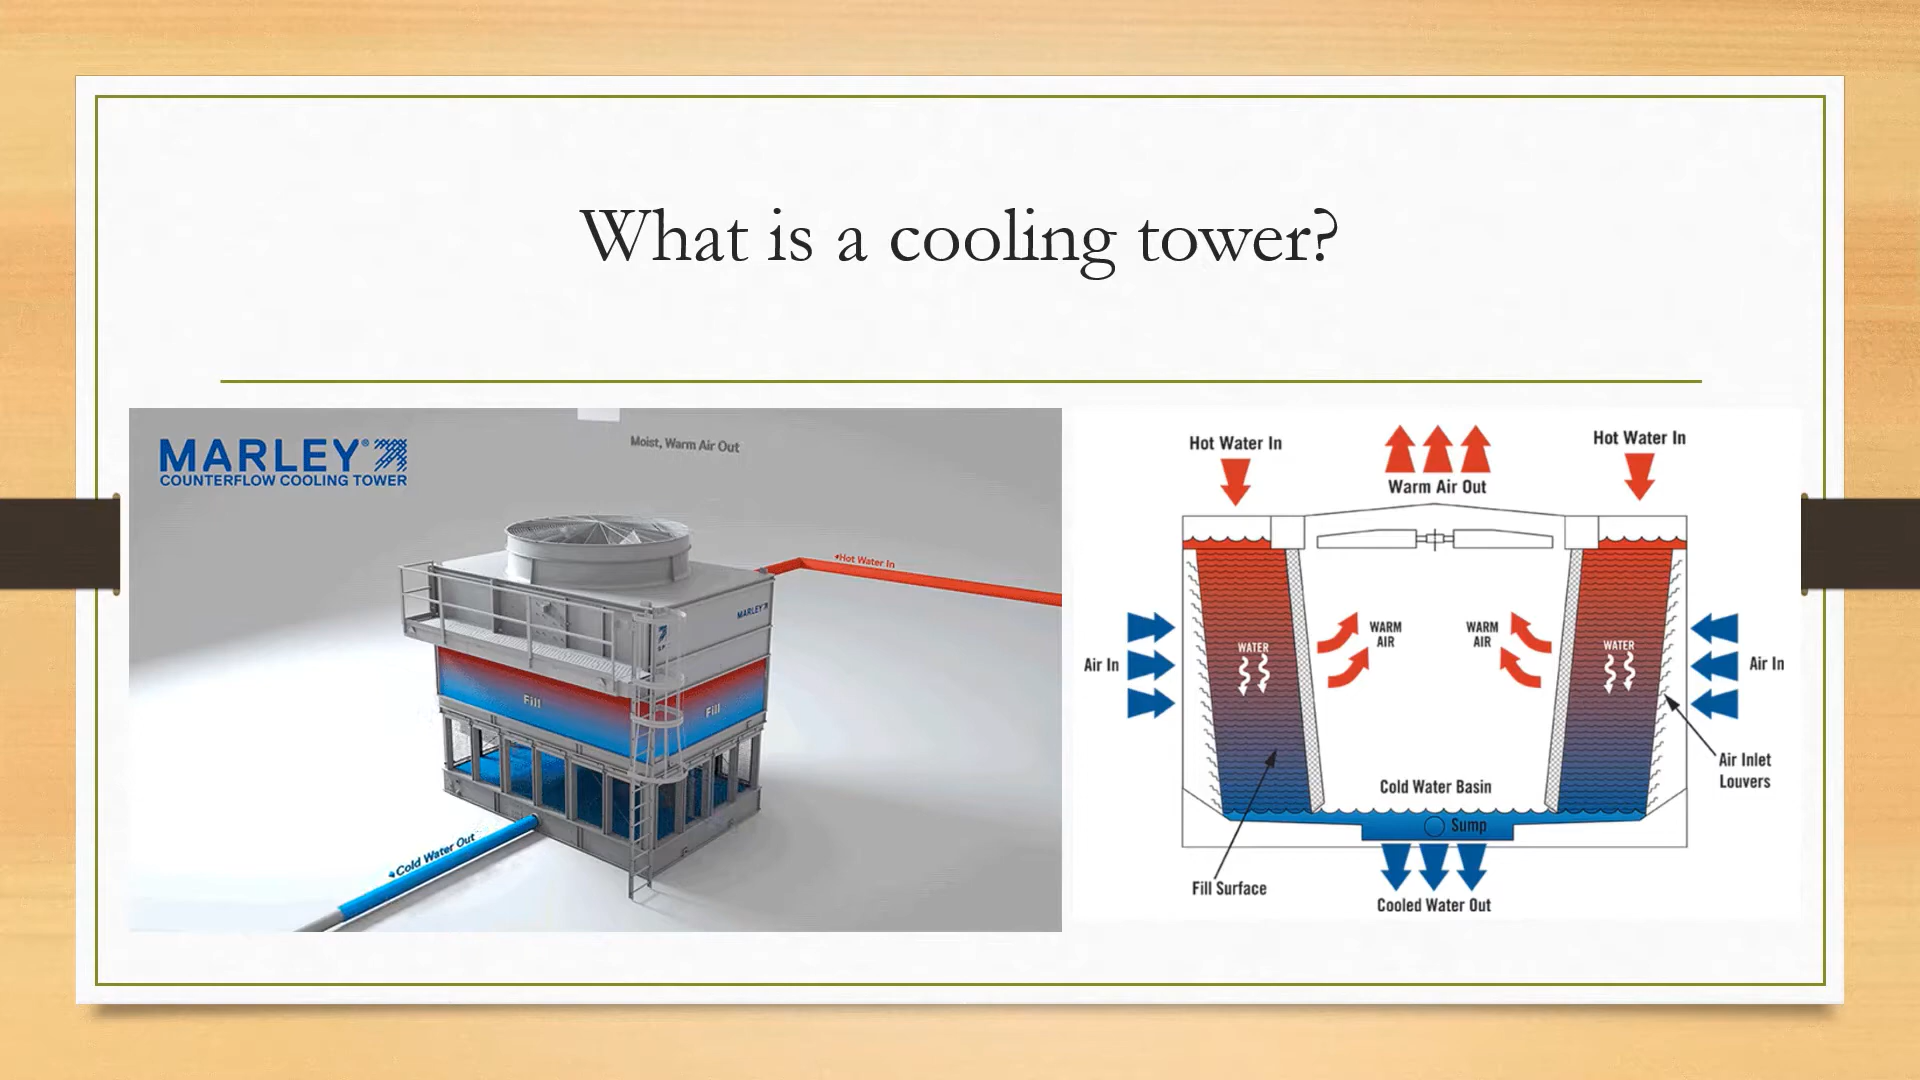 What is a cooling tower?
MARLEY®
COUNTERFLOW COOLING TOWER
Moist, Warm Air Out
Hot Water In
MARLEY
Fill
Fill
Cold Water Out
Hot Water In
Warm Air Out
Hot Water In
Air In
WATER
WARM
AIR
WARM
AIR
WATER
Air In
Air Inlet
Louvers
Cold Water Basin
Sump
Fill Surface
Cooled Water Out